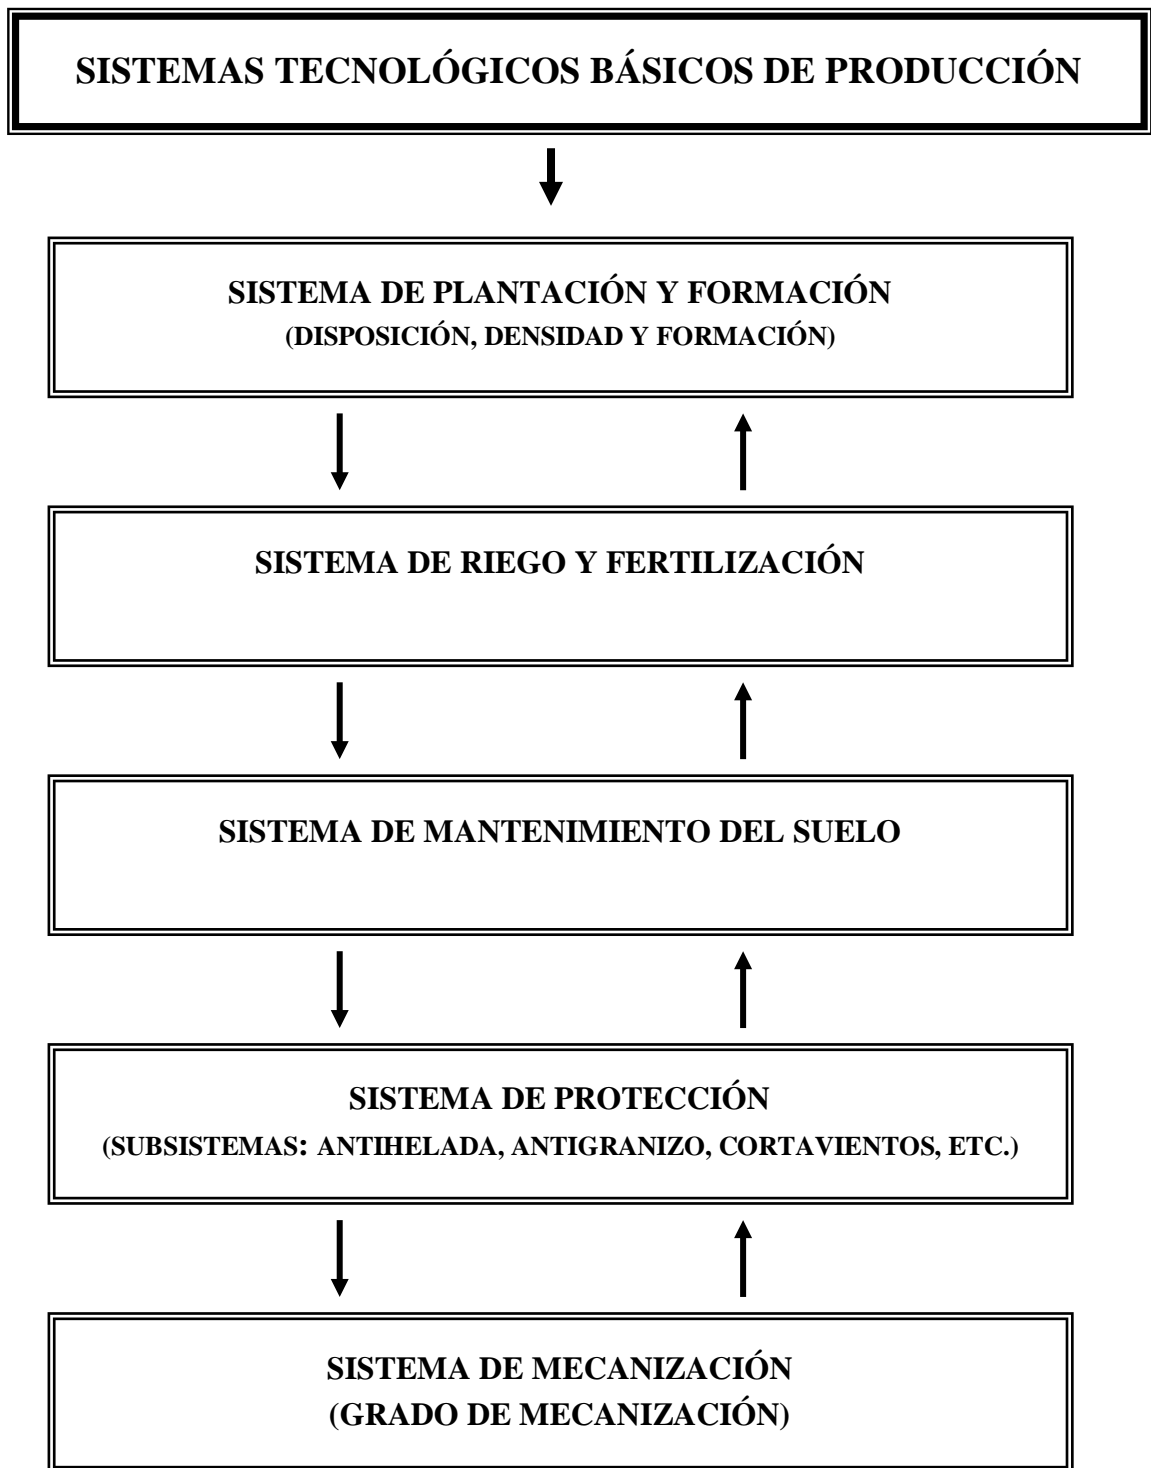 SISTEMAS TECNOLÓGICOS BÁSICOS DE PRODUCCIÓN
SISTEMA DE PLANTACIÓN Y FORMACIÓN
(DISPOSICIÓN, DENSIDAD Y FORMACIÓN)
SISTEMA DE RIEGO Y FERTILIZACIÓN
SISTEMA DE MANTENIMIENTO DEL SUELO
SISTEMA DE PROTECCIÓN
(SUBSISTEMAS: ANTIHELADA, ANTIGRANIZO, CORTAVIENTOS, ETC.)
SISTEMA DE MECANIZACIÓN
(GRADO DE MECANIZACIÓN)